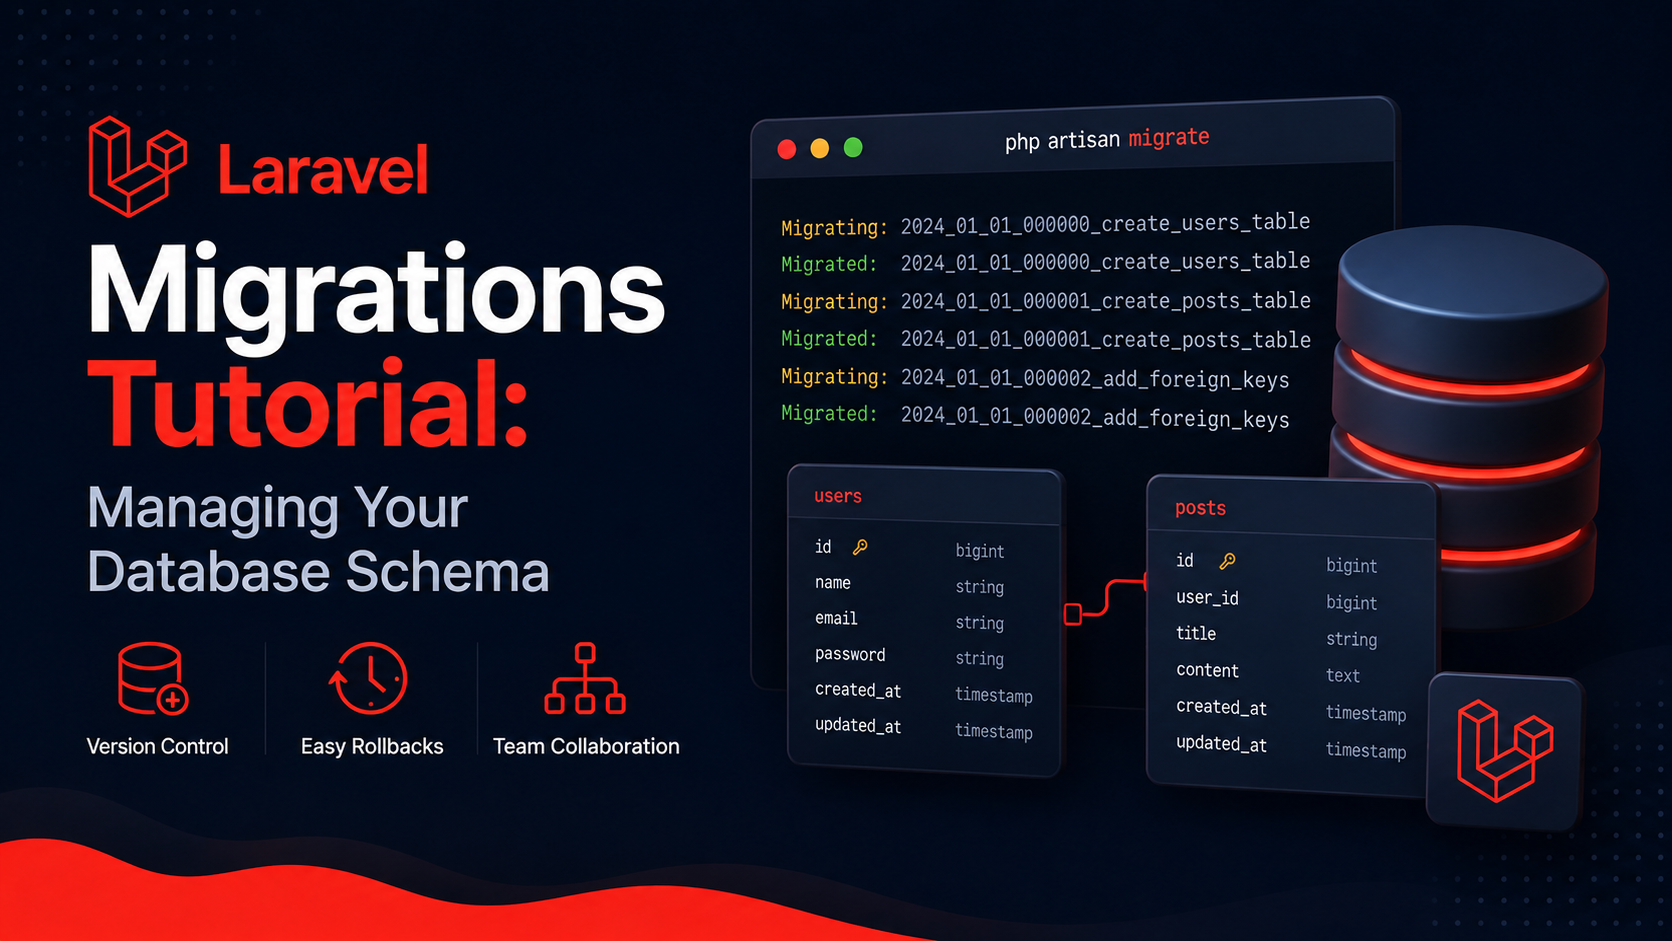 Laravel
Migrations
Tutorial:
Managing Your
Database Schema
Version Control
Easy Rollbacks
Team Collaboration
php artisan migrate
Migrating: 2024_01_01_000000_create_users_table
Migrated: 2024_01_01_000000_create_users_table
Migrating: 2024_01_01_000001_create_posts_table
Migrated: 2024_01_01_000001_create_posts_table
Migrating: 2024_01_01_000002_add_foreign_keys
Migrated: 2024_01_01_000002_add_foreign_keys
users
id bigint
name string
email string
password string
created_at timestamp
updated_at timestamp
posts
id bigint
user_id bigint
title string
content text
created_at timestamp
updated_at timestamp